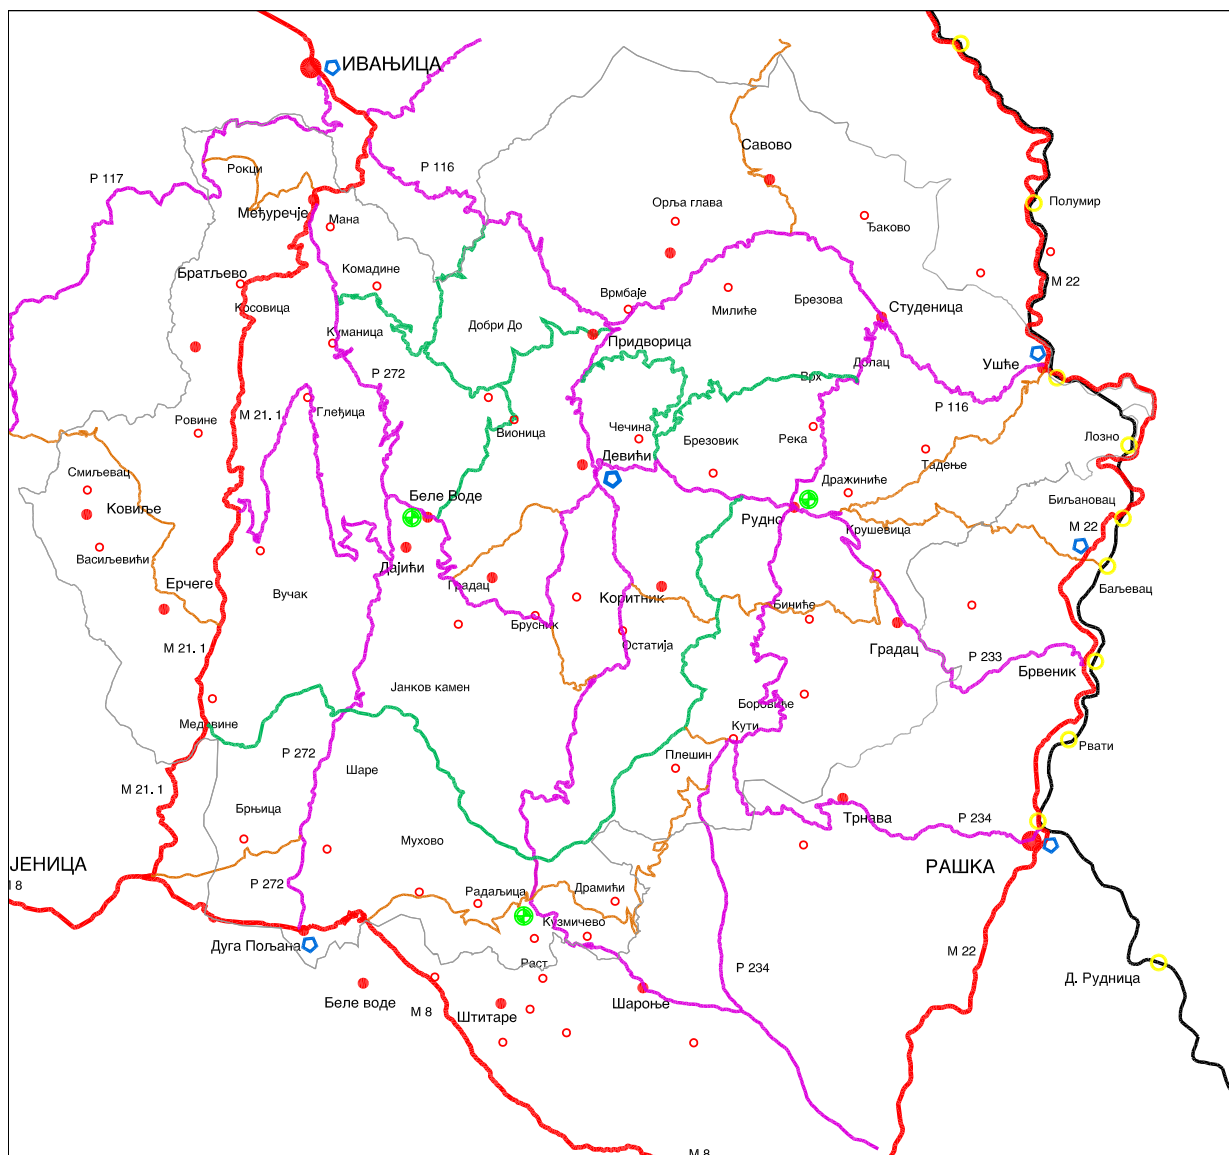 ИВАЊИЦА
Савово
Р 116
Рокци
Р 117
Међуречје
Мана
Орља глава
Полумир
Ђаково
Братљево
Комадине
М 22
Косовица
Врмбаје
Милиће
Брезова
Студеница
Куманица
Добри До
Придворица
Долац
Ушће
Р 272
Врх
Р 116
М 21. 1
Глеђица
Ровине
Вионица
Чечина
Брезовик
Река
Лозно
Девићи
Тадење
Смиљевац
Дражиниће
Ковиље
Беле Воде
Рудно
Биљановац
Крушевица
М 22
Васиљевићи
Дајићи
Ерчеге
Вучак
Градац
Коритник
Биниће
Баљевац
Брусник
М 21. 1
Остатија
Градац
Р 233
Брвеник
Јанков камен
Боровиће
Медовине
Кути
Р 272
Рвати
Шаре
Плешин
М 21. 1
Брњица
Трнава
Р 234
Мухово
ЈЕНИЦА
РАШКА
Р 272
Радаљица
Драмићи
Кузмичево
Дуга Пољана
Раст
Р 234
М 22
Д. Рудница
Беле воде
М 8
Штитаре
Шароње
М 8